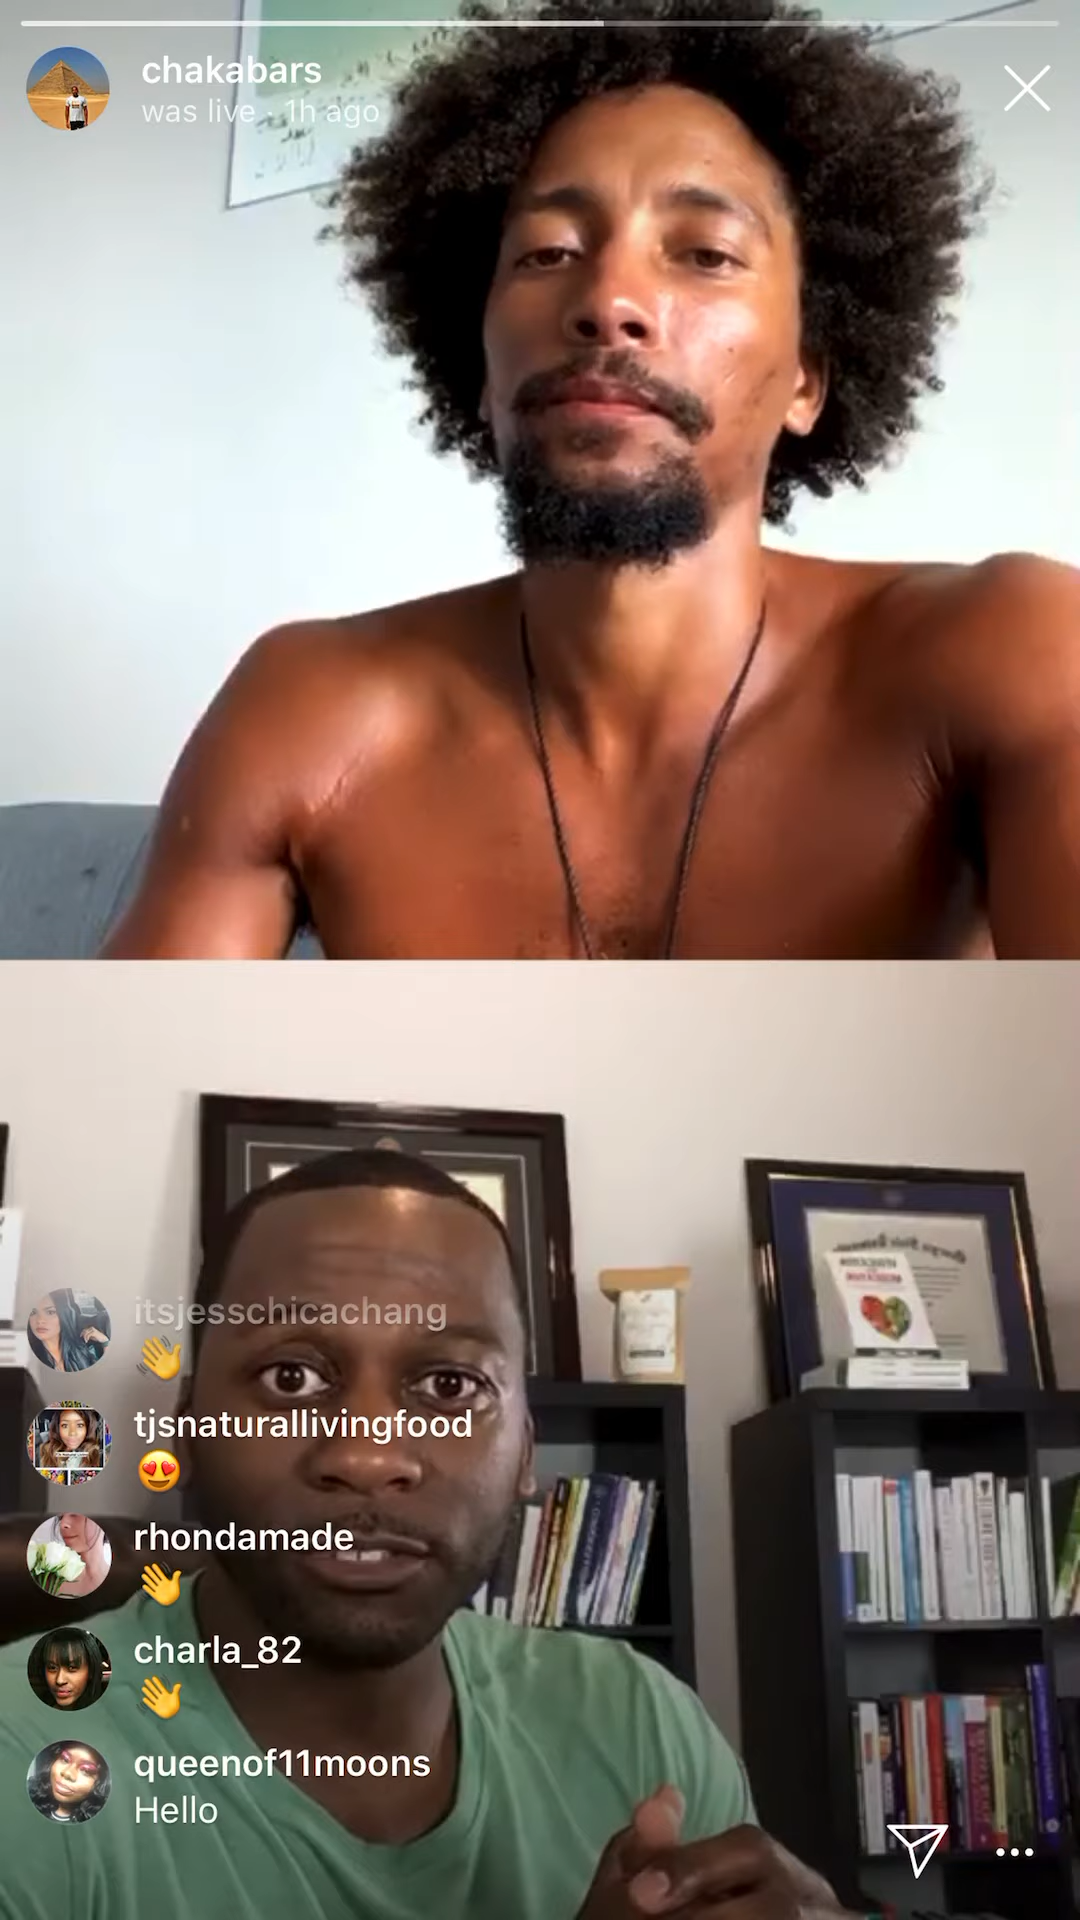 chakabars
was live · 1h ago
itsjesschicachang
👋
tjsnaturallivingfood
😍
rhondamade
👋
charla_82
👋
queenof11moons
Hello